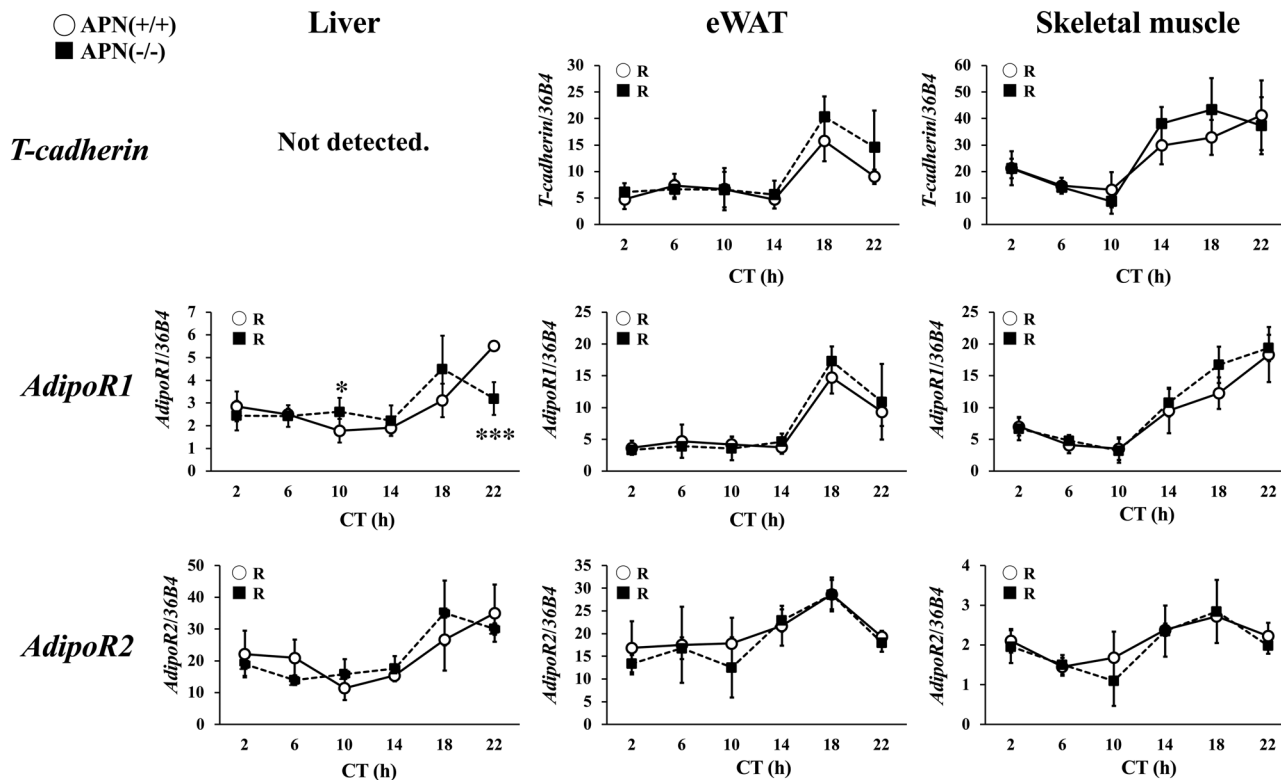 APN(+/+)
APN(-/-)
Liver
eWAT
Skeletal muscle
T-cadherin
Not detected.
T-cadherin/36B4
30
25
20
15
10
5
0
R
R
2 6 10 14 18 22
CT (h)
T-cadherin/36B4
60
50
40
30
20
10
0
R
R
2 6 10 14 18 22
CT (h)
AdipoR1
AdipoR1/36B4
7
6
5
4
3
2
1
0
R
R
*
***
2 6 10 14 18 22
CT (h)
AdipoR1/36B4
25
20
15
10
5
0
R
R
2 6 10 14 18 22
CT (h)
AdipoR1/36B4
25
20
15
10
5
0
R
R
2 6 10 14 18 22
CT (h)
AdipoR2
AdipoR2/36B4
50
40
30
20
10
0
R
R
2 6 10 14 18 22
CT (h)
AdipoR2/36B4
35
30
25
20
15
10
5
0
R
R
2 6 10 14 18 22
CT (h)
AdipoR2/36B4
4
3
2
1
0
R
R
2 6 10 14 18 22
CT (h)